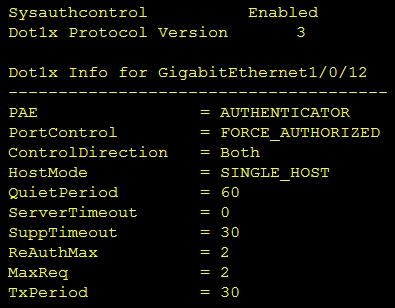 Sysauthcontrol          Enabled
Dot1x Protocol Version       3

Dot1x Info for GigabitEthernet1/0/12
--------------------------------------
PAE                = AUTHENTICATOR
PortControl        = FORCE_AUTHORIZED
ControlDirection   = Both
HostMode           = SINGLE_HOST
QuietPeriod        = 60
ServerTimeout      = 0
SuppTimeout        = 30
ReAuthMax          = 2
MaxReq             = 2
TxPeriod           = 30